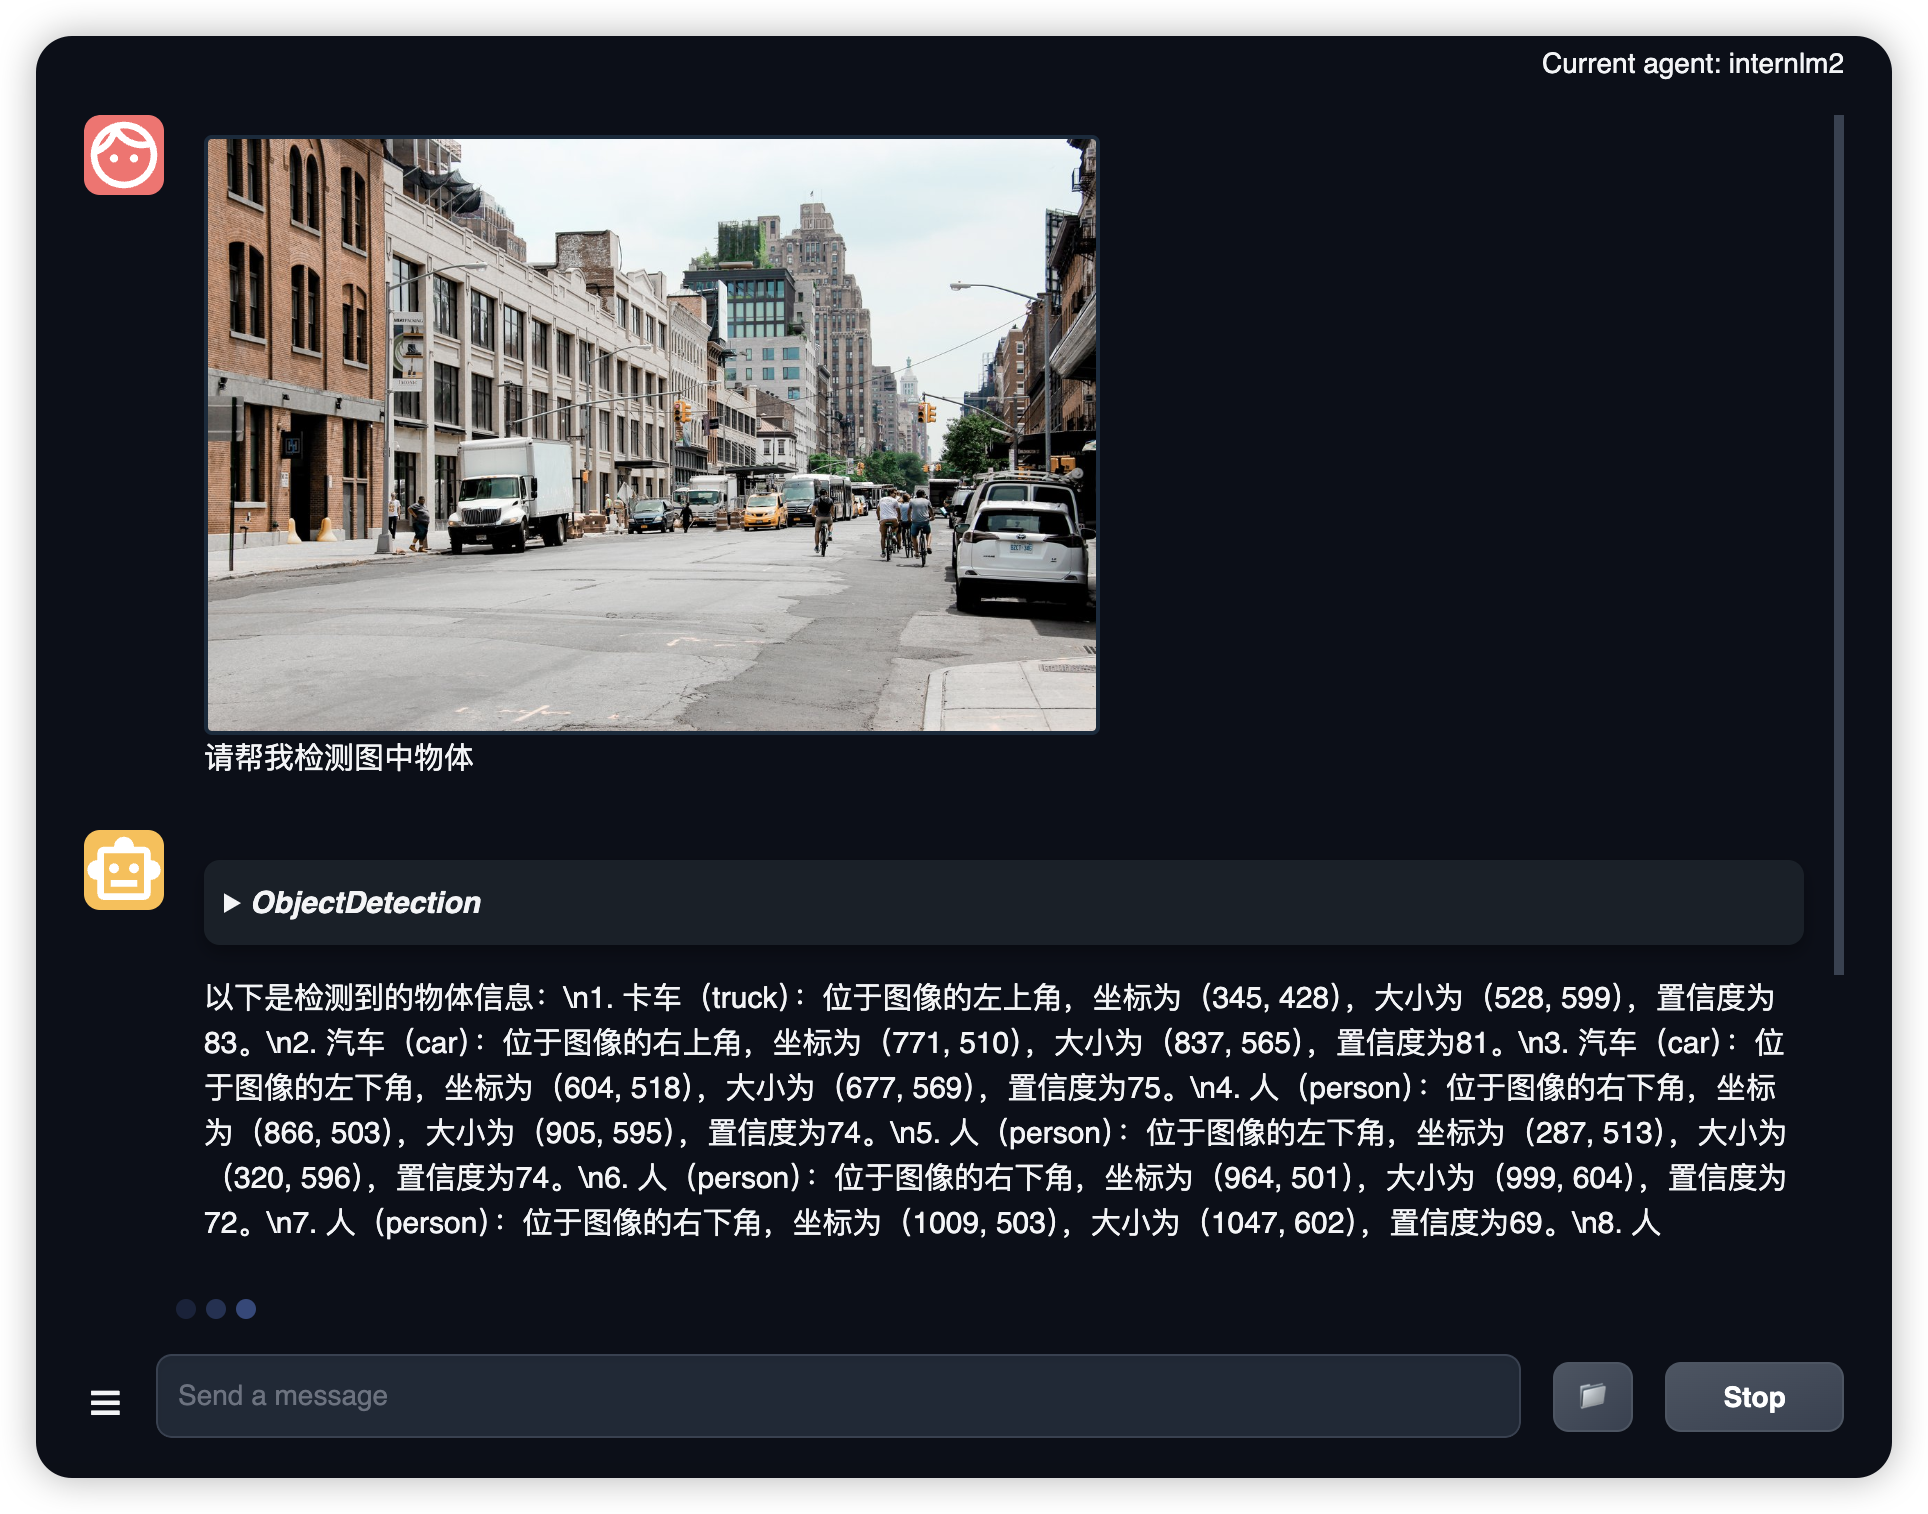 Current agent: internlm2
请帮我检测图中物体
▶ ObjectDetection
以下是检测到的物体信息：\n1. 卡车（truck）：位于图像的左上角，坐标为（345, 428），大小为（528, 599），置信度为
83。\n2. 汽车（car）：位于图像的右上角，坐标为（771, 510），大小为（837, 565），置信度为81。\n3. 汽车（car）：位
于图像的左下角，坐标为（604, 518），大小为（677, 569），置信度为75。\n4. 人（person）：位于图像的右下角，坐标
为（866, 503），大小为（905, 595），置信度为74。\n5. 人（person）：位于图像的左下角，坐标为（287, 513），大小为
（320, 596），置信度为74。\n6. 人（person）：位于图像的右下角，坐标为（964, 501），大小为（999, 604），置信度为
72。\n7. 人（person）：位于图像的右下角，坐标为（1009, 503），大小为（1047, 602），置信度为69。\n8. 人
Send a message
Stop